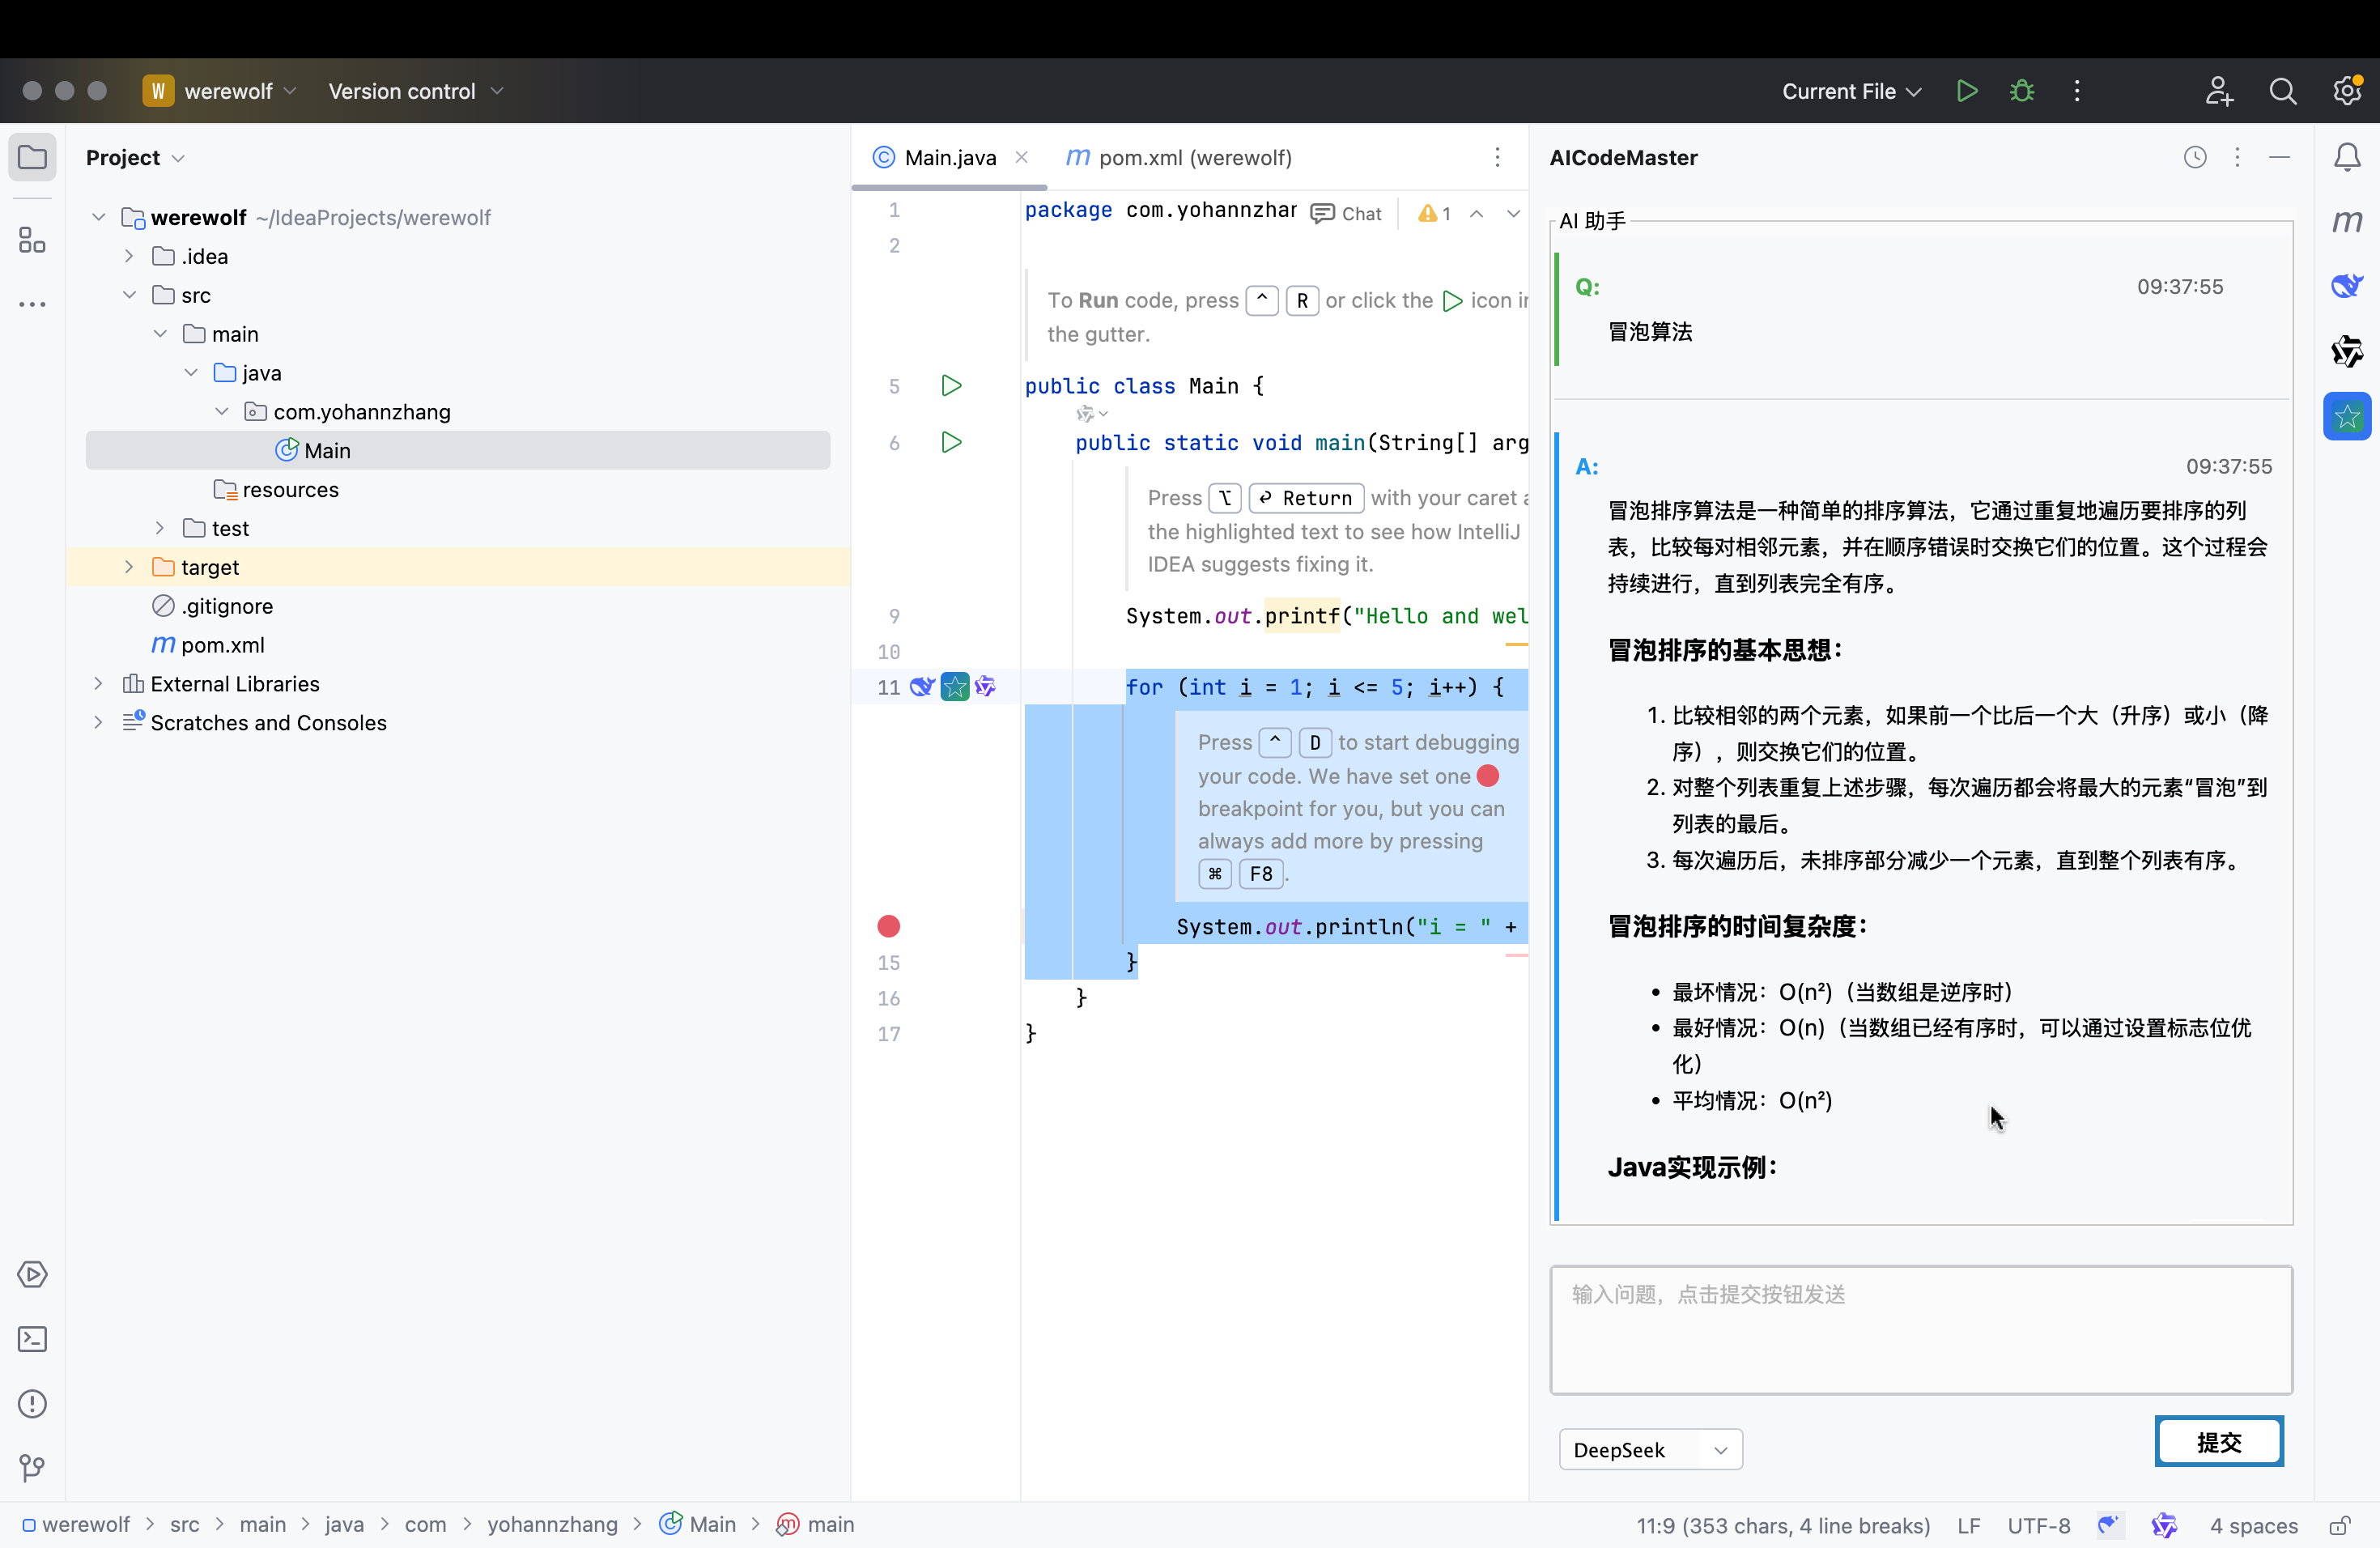 W werewolf Version control Current File
Project
werewolf ~/IdeaProjects/werewolf
.idea
src
main
java
com.yohannzhang
Main
resources
test
target
.gitignore
pom.xml
External Libraries
Scratches and Consoles
Main.java pom.xml (werewolf)
1 package com.yohannzhan Chat 1
2
To Run code, press ^ R or click the icon in
the gutter.
5 public class Main {
6 public static void main(String[] arg
Press ⌥ ↩ Return with your caret a
the highlighted text to see how IntelliJ
IDEA suggests fixing it.
9 System.out.printf("Hello and wel
10
11 for (int i = 1; i <= 5; i++) {
Press ^ D to start debugging
your code. We have set one
breakpoint for you, but you can
always add more by pressing
⌘ F8.
System.out.println("i = " +
15 }
16 }
17 }
AICodeMaster
AI 助手
Q: 09:37:55
冒泡算法
A: 09:37:55
冒泡排序算法是一种简单的排序算法，它通过重复地遍历要排序的列
表，比较每对相邻元素，并在顺序错误时交换它们的位置。这个过程会
持续进行，直到列表完全有序。
冒泡排序的基本思想：
1. 比较相邻的两个元素，如果前一个比后一个大（升序）或小（降
序），则交换它们的位置。
2. 对整个列表重复上述步骤，每次遍历都会将最大的元素“冒泡”到
列表的最后。
3. 每次遍历后，未排序部分减少一个元素，直到整个列表有序。
冒泡排序的时间复杂度：
• 最坏情况：O(n²)（当数组是逆序时）
• 最好情况：O(n)（当数组已经有序时，可以通过设置标志位优
化）
• 平均情况：O(n²)
Java实现示例：
输入问题，点击提交按钮发送
DeepSeek 提交
werewolf > src > main > java > com > yohannzhang > Main > main 11:9 (353 chars, 4 line breaks) LF UTF-8 4 spaces